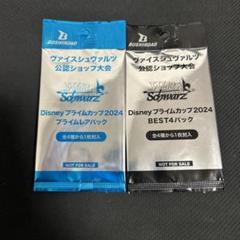 BUSHIROAD
ヴァイスシュヴァルツ
公認ショップ大会
Weiß
Schwarz
Disney プライムカップ2024
プライムレアパック
全4種から1枚封入
NOT FOR SALE
BUSHIROAD
ヴァイスシュヴァルツ
公認ショップ大会
Weiß
Schwarz
Disney プライムカップ2024
BEST4パック
全4種から1枚封入
NOT FOR SALE